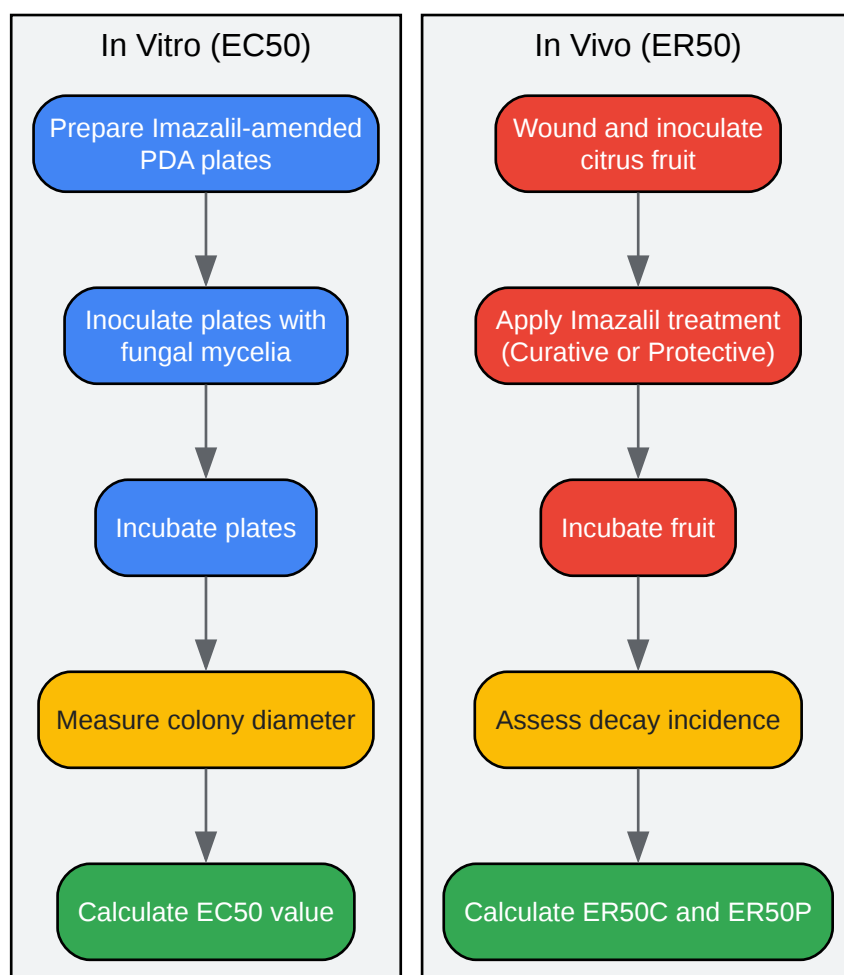 In Vitro (EC50)
Prepare Imazalil-amended
PDA plates
Inoculate plates with
fungal mycelia
Incubate plates
Measure colony diameter
Calculate EC50 value
In Vivo (ER50)
Wound and inoculate
citrus fruit
Apply Imazalil treatment
(Curative or Protective)
Incubate fruit
Assess decay incidence
Calculate ER50C and ER50P